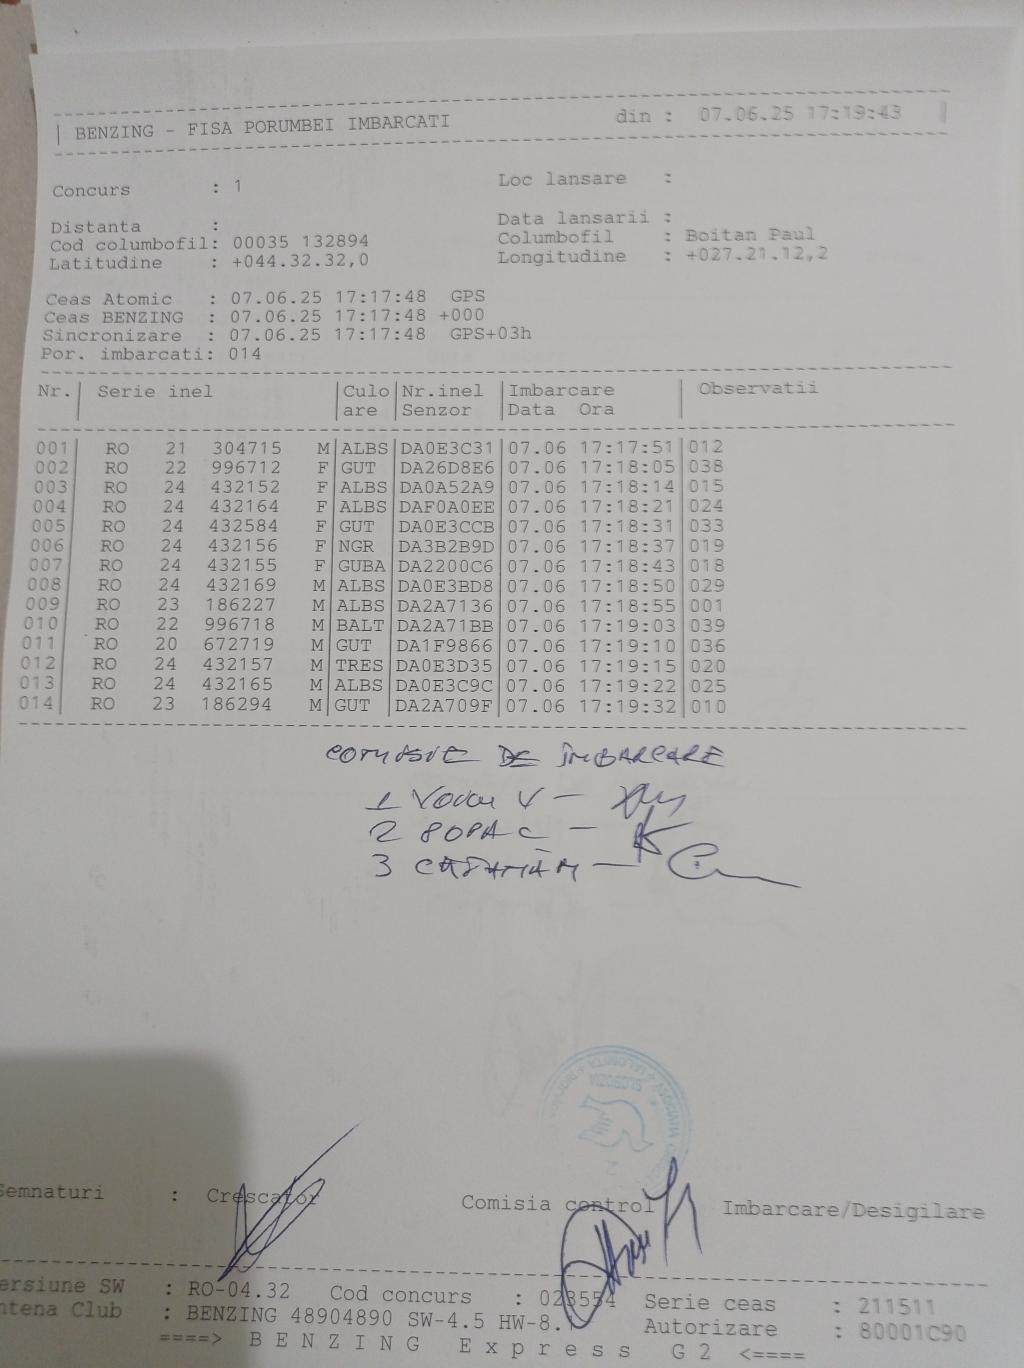 BENZING - FISA PORUMBEI IMBARCATI din : 07.06.25 17:19:43
Concurs : 1 Loc lansare :
Distanta : Data lansarii :
Cod columbofil: 00035 132894 Columbofil : Boitan Paul
Latitudine : +044.32.32,0 Longitudine : +027.21.12,2
Ceas Atomic : 07.06.25 17:17:48 GPS
Ceas BENZING : 07.06.25 17:17:48 +000
Sincronizare : 07.06.25 17:17:48 GPS+03h
Por. imbarcati: 014
Nr. Serie inel Culo Nr.inel Imbarcare Observatii
are Senzor Data Ora
001 RO 21 304715 M ALBS DA0E3C31 07.06 17:17:51 012
002 RO 22 996712 F GUT DA26D8E6 07.06 17:18:05 038
003 RO 24 432152 F ALBS DA0A52A9 07.06 17:18:14 015
004 RO 24 432164 F ALBS DAF0A0EE 07.06 17:18:21 024
005 RO 24 432584 F GUT DA0E3CCB 07.06 17:18:31 033
006 RO 24 432156 F NGR DA3B2B9D 07.06 17:18:37 019
007 RO 24 432155 F GUBA DA2200C6 07.06 17:18:43 018
008 RO 24 432169 M ALBS DA0E3BD8 07.06 17:18:50 029
009 RO 23 186227 M ALBS DA2A7136 07.06 17:18:55 001
010 RO 22 996718 M BALT DA2A71BB 07.06 17:19:03 039
011 RO 20 672719 M GUT DA1F9866 07.06 17:19:10 036
012 RO 24 432157 M TRES DA0E3D35 07.06 17:19:15 020
013 RO 24 432165 M ALBS DA0E3C9C 07.06 17:19:22 025
014 RO 23 186294 M GUT DA2A709F 07.06 17:19:32 010
COMISIE DE ÎMBARCARE
1 V -
2 POPA C -
3 -
SLOBOZIA
Semnaturi : Crescator Comisia control Imbarcare/Desigilare
ersiune SW : RO-04.32 Cod concurs : 023554 Serie ceas : 211511
ntena Club : BENZING 48904890 SW-4.5 HW-8. Autorizare : 80001C90
====> BENZING Express G2 <====